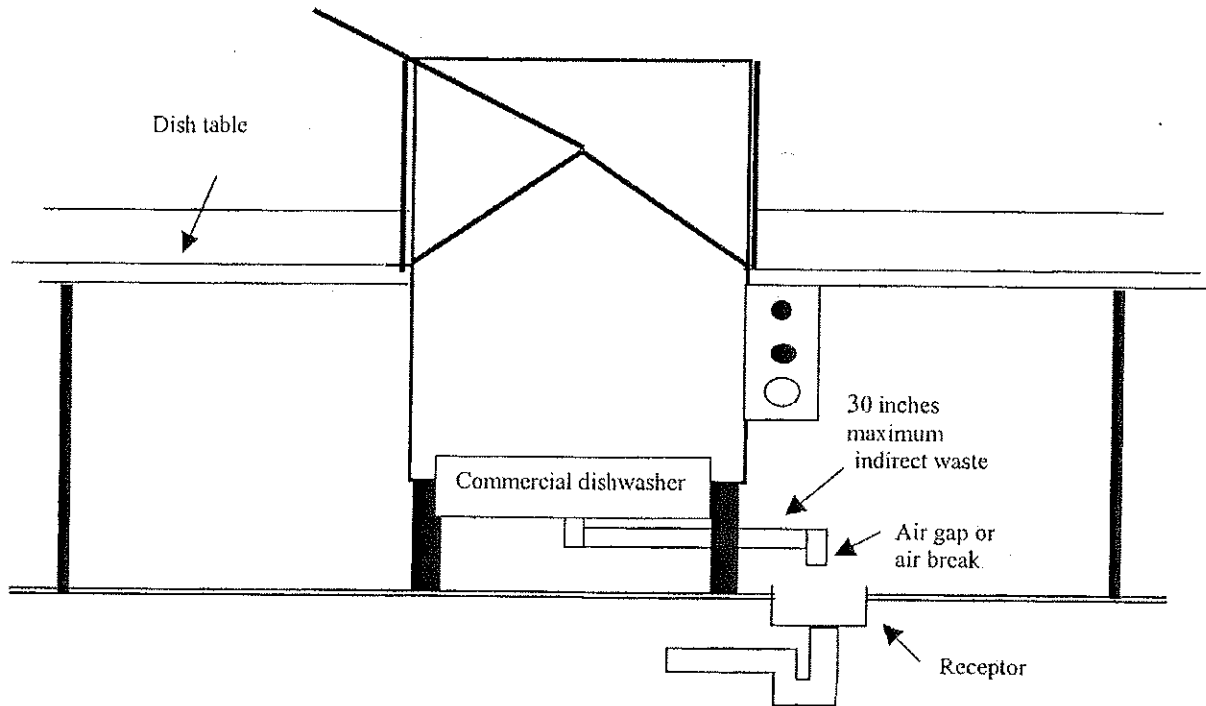 Dish table
30 inches
maximum
indirect waste
Commercial dishwasher
Air gap or
air break
Receptor